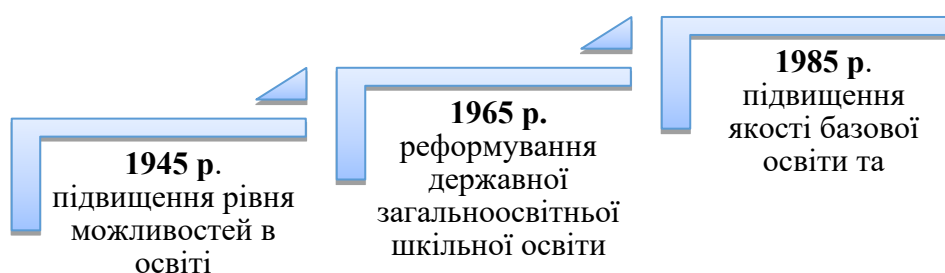 1945 р.
підвищення рівня
можливостей в
освіті
1965 р.
реформування
державної
загальноосвітньої
шкільної освіти
1985 р.
підвищення
якості базової
освіти та